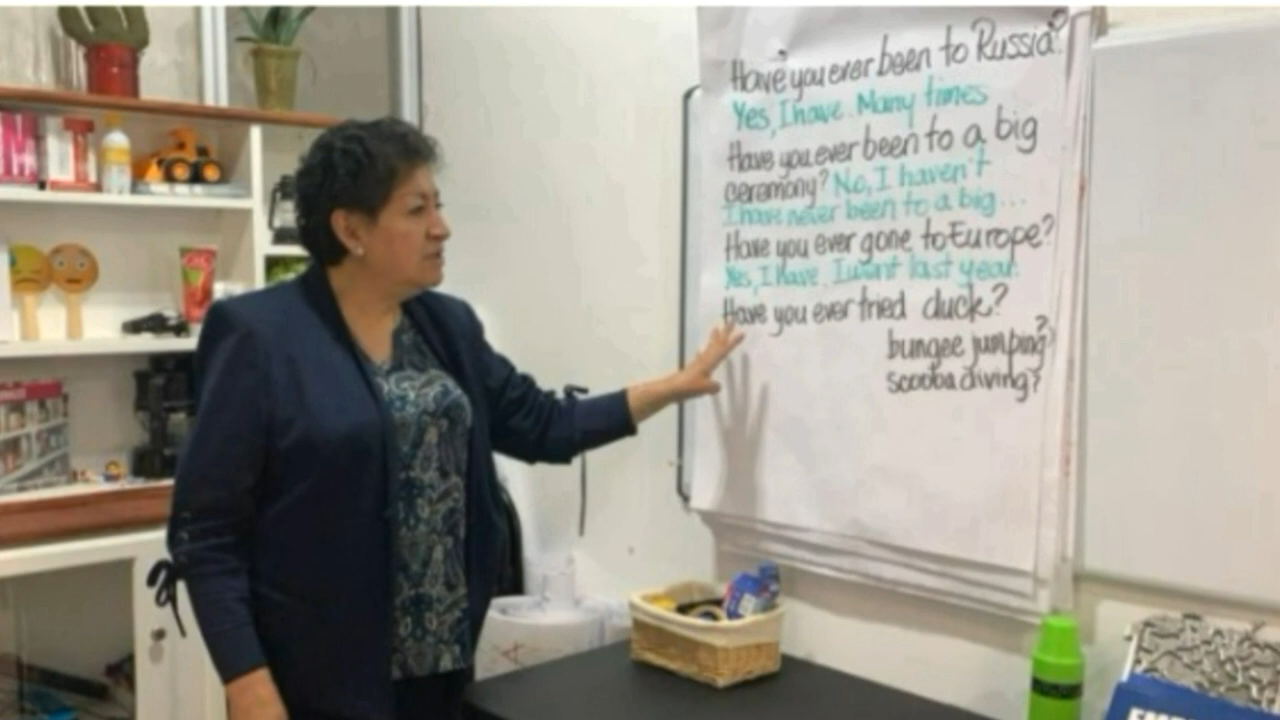 Have you ever been to Russia?
Yes, I have. Many times
Have you ever been to a big
ceremony? No, I haven't
I have never been to a big...
Have you ever gone to Europe?
Yes, I have. I went last year.
Have you ever tried duck?
bungee jumping?
scooba diving?